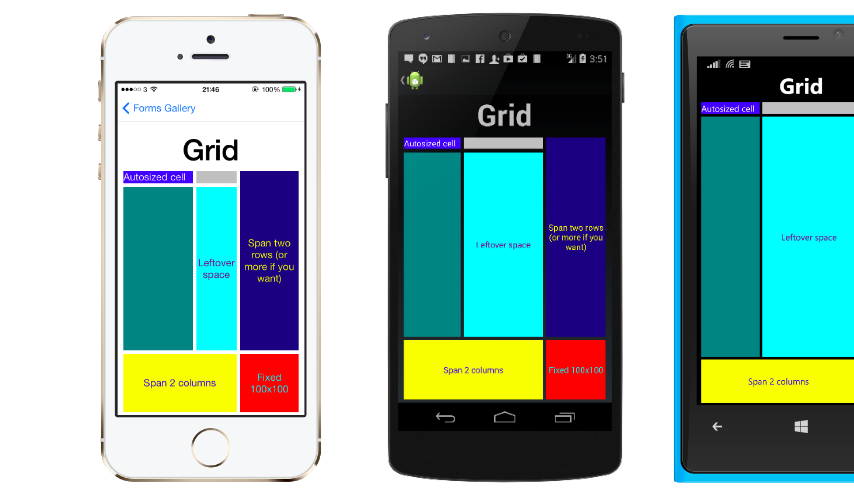 3 21:46 100%
Forms Gallery
Grid
Autosized cell
Leftover
space
Span two
rows (or
more if you
want)
Span 2 columns
Fixed
100x100
3:51
Grid
Autosized cell
Leftover space
Span two rows
(or more if you
want)
Span 2 columns
Fixed 100x100
Grid
Autosized cell
Leftover space
Span 2 columns